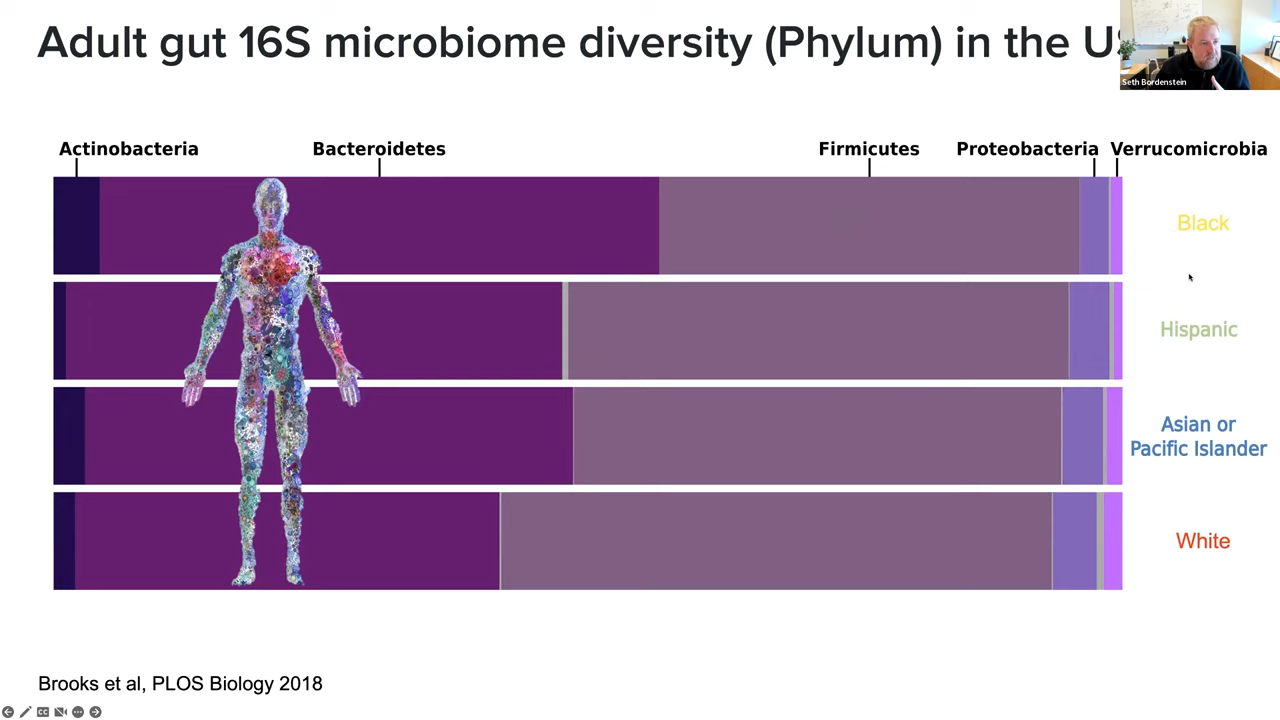 Adult gut 16S microbiome diversity (Phylum) in the U
Seth Bordenstein
Actinobacteria Bacteroidetes Firmicutes Proteobacteria Verrucomicrobia
Black
Hispanic
Asian or
Pacific Islander
White
Brooks et al, PLOS Biology 2018
CC